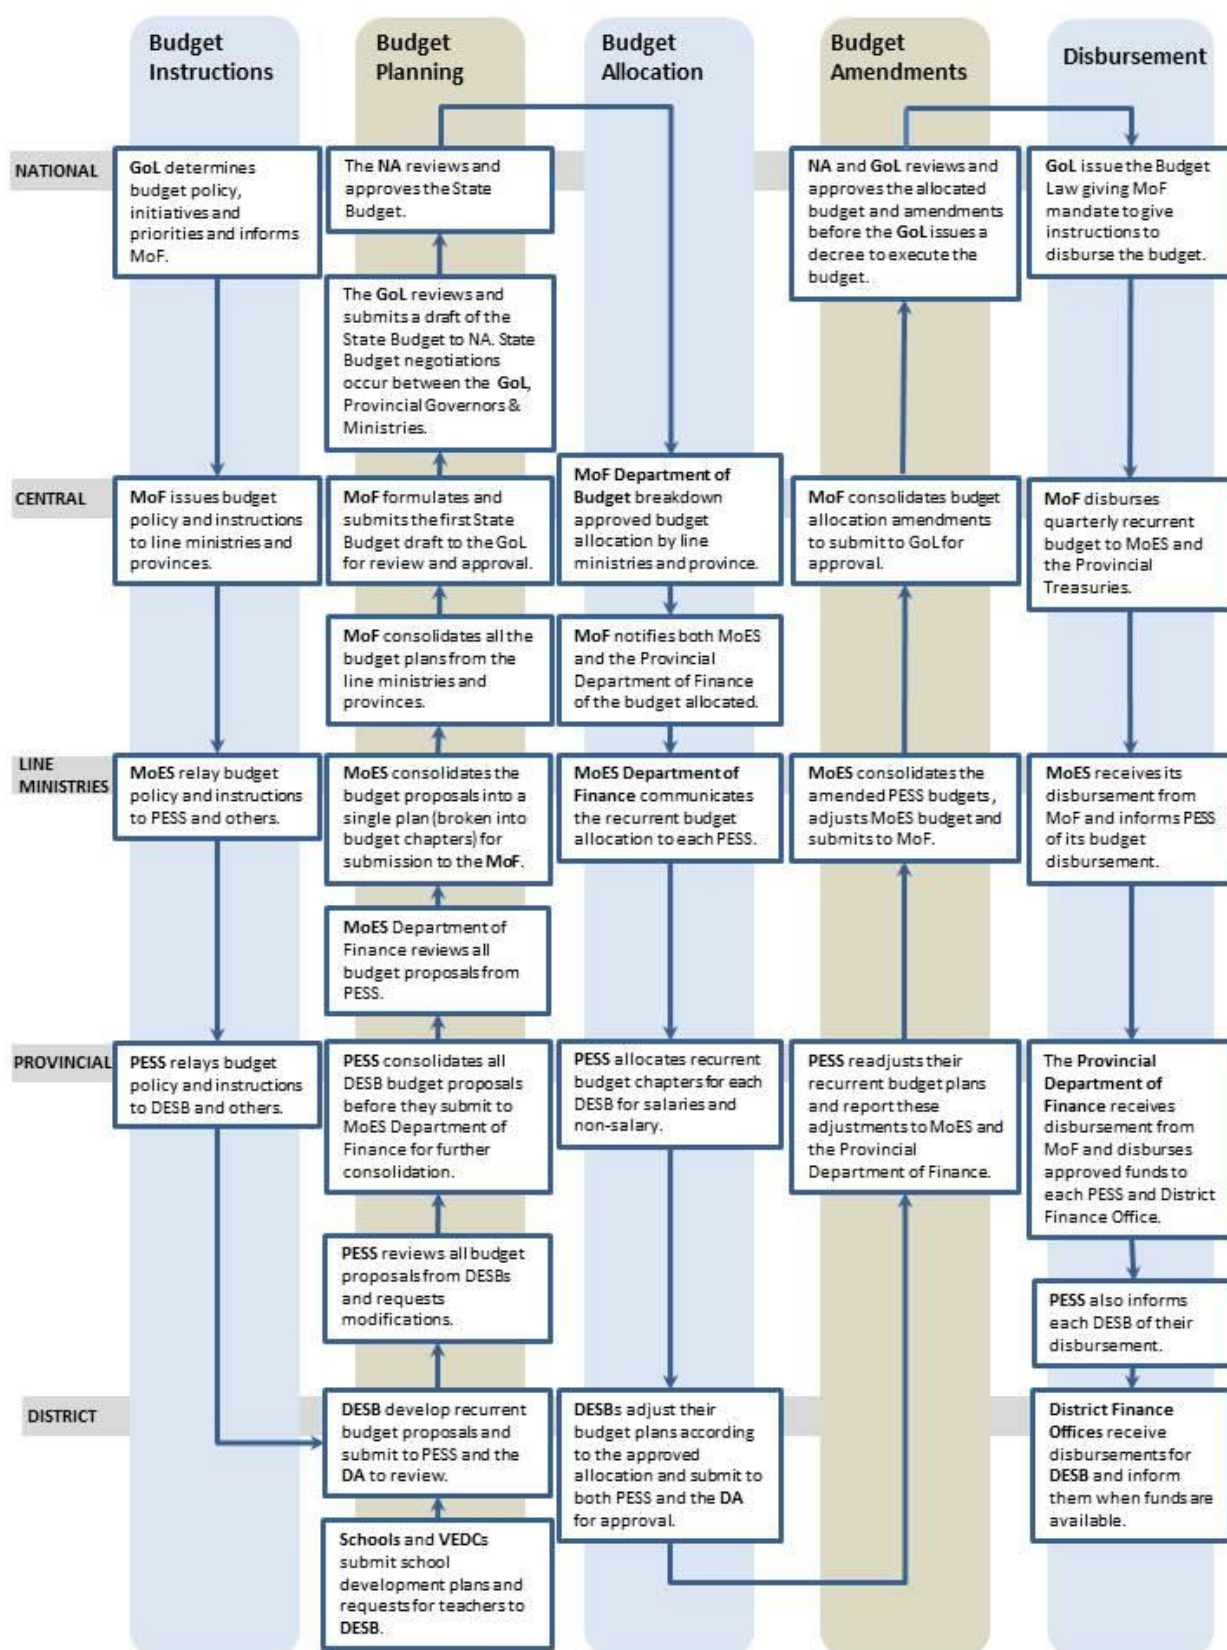 Budget
Instructions
Budget
Planning
Budget
Allocation
Budget
Amendments
Disbursement
NATIONAL
GoL determines
budget policy,
initiatives and
priorities and informs
MoF.
The NA reviews and
approves the State
Budget.
NA and GoL reviews and
approves the allocated
budget and amendments
before the GoL issues a
decree to execute the
budget.
GoL issue the Budget
Law giving MoF
mandate to give
instructions to
disburse the budget.
The GoL reviews and
submits a draft of the
State Budget to NA. State
Budget negotiations
occur between the GoL,
Provincial Governors &
Ministries.
CENTRAL
MoF issues budget
policy and instructions
to line ministries and
provinces.
MoF formulates and
submits the first State
Budget draft to the GoL
for review and approval.
MoF Department of
Budget breakdown
approved budget
allocation by line
ministries and province.
MoF consolidates budget
allocation amendments
to submit to GoL for
approval.
MoF disburses
quarterly recurrent
budget to MoES and
the Provincial
Treasuries.
MoF consolidates all the
budget plans from the
line ministries and
provinces.
MoF notifies both MoES
and the Provincial
Department of Finance
of the budget allocated.
LINE
MINISTRIES
MoES relay budget
policy and instructions
to PESS and others.
MoES consolidates the
budget proposals into a
single plan (broken into
budget chapters) for
submission to the MoF.
MoES Department of
Finance communicates
the recurrent budget
allocation to each PESS.
MoES consolidates the
amended PESS budgets,
adjusts MoES budget and
submits to MoF.
MoES receives its
disbursement from
MoF and informs PESS
of its budget
disbursement.
MoES Department of
Finance reviews all
budget proposals from
PESS.
PROVINCIAL
PESS relays budget
policy and instructions
to DESB and others.
PESS consolidates all
DESB budget proposals
before they submit to
MoES Department of
Finance for further
consolidation.
PESS allocates recurrent
budget chapters for each
DESB for salaries and
non-salary.
PESS readjusts their
recurrent budget plans
and report these
adjustments to MoES and
the Provincial
Department of Finance.
The Provincial
Department of
Finance receives
disbursement from
MoF and disburses
approved funds to
each PESS and District
Finance Office.
PESS reviews all budget
proposals from DESBs
and requests
modifications.
PESS also informs
each DESB of their
disbursement.
DISTRICT
DESB develop recurrent
budget proposals and
submit to PESS and the
DA to review.
DESBs adjust their
budget plans according
to the approved
allocation and submit to
both PESS and the DA
for approval.
District Finance
Offices receive
disbursements for
DESB and inform
them when funds are
available.
Schools and VEDCs
submit school
development plans and
requests for teachers to
DESB.